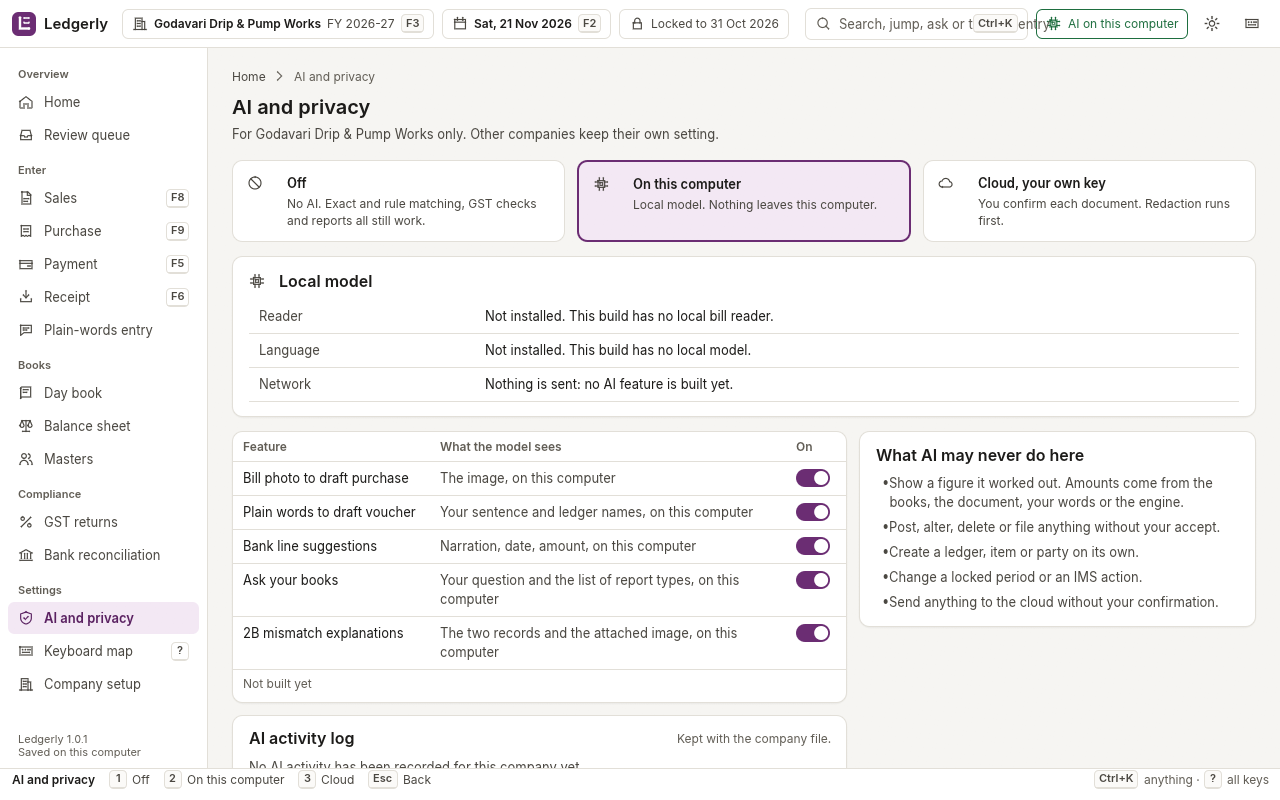 Ledgerly
Godavari Drip & Pump Works FY 2026-27 F3
Sat, 21 Nov 2026 F2
Locked to 31 Oct 2026
Search, jump, ask or t Ctrl+K entry
AI on this computer
Overview
Home
Review queue
Enter
Sales F8
Purchase F9
Payment F5
Receipt F6
Plain-words entry
Books
Day book
Balance sheet
Masters
Compliance
GST returns
Bank reconciliation
Settings
AI and privacy
Keyboard map ?
Company setup
Ledgerly 1.0.1
Saved on this computer
Home AI and privacy
AI and privacy
For Godavari Drip & Pump Works only. Other companies keep their own setting.
Off
No AI. Exact and rule matching, GST checks
and reports all still work.
On this computer
Local model. Nothing leaves this computer.
Cloud, your own key
You confirm each document. Redaction runs
first.
Local model
Reader Not installed. This build has no local bill reader.
Language Not installed. This build has no local model.
Network Nothing is sent: no AI feature is built yet.
Feature What the model sees On
Bill photo to draft purchase The image, on this computer
Plain words to draft voucher Your sentence and ledger names, on this computer
Bank line suggestions Narration, date, amount, on this computer
Ask your books Your question and the list of report types, on this
computer
2B mismatch explanations The two records and the attached image, on this
computer
Not built yet
What AI may never do here
•Show a figure it worked out. Amounts come from the
books, the document, your words or the engine.
•Post, alter, delete or file anything without your accept.
•Create a ledger, item or party on its own.
•Change a locked period or an IMS action.
•Send anything to the cloud without your confirmation.
AI activity log Kept with the company file.
No AI activity has been recorded for this company yet
AI and privacy 1 Off 2 On this computer 3 Cloud Esc Back
Ctrl+K anything · ? all keys